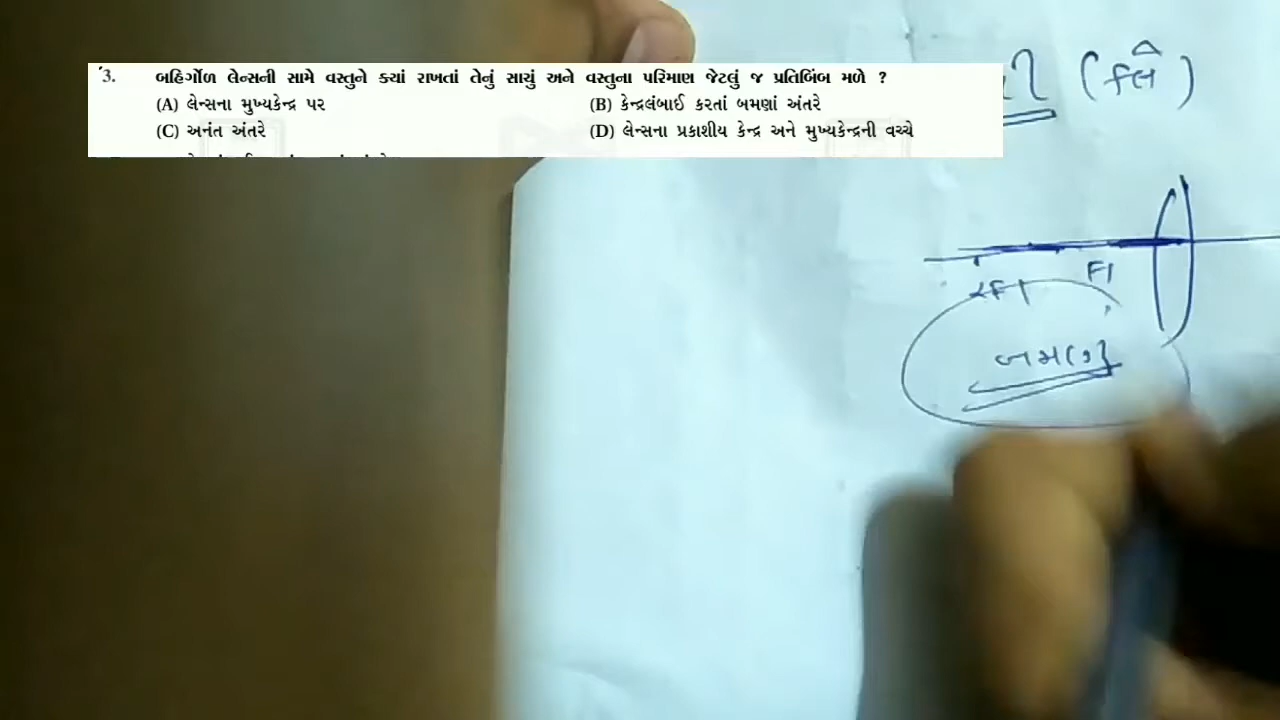 3. બહિર્ગોળ લેન્સની સામે વસ્તુને ક્યાં રાખતાં તેનું સાચું અને વસ્તુના પરિમાણ જેટલું જ પ્રતિબિંબ મળે ?
(A) લેન્સના મુખ્યકેન્દ્ર પર (B) કેન્દ્રલંબાઈ કરતાં બમણાં અંતરે
(C) અનંત અંતરે (D) લેન્સના પ્રકાશીય કેન્દ્ર અને મુખ્યકેન્દ્રની વચ્ચે
F1
2F1